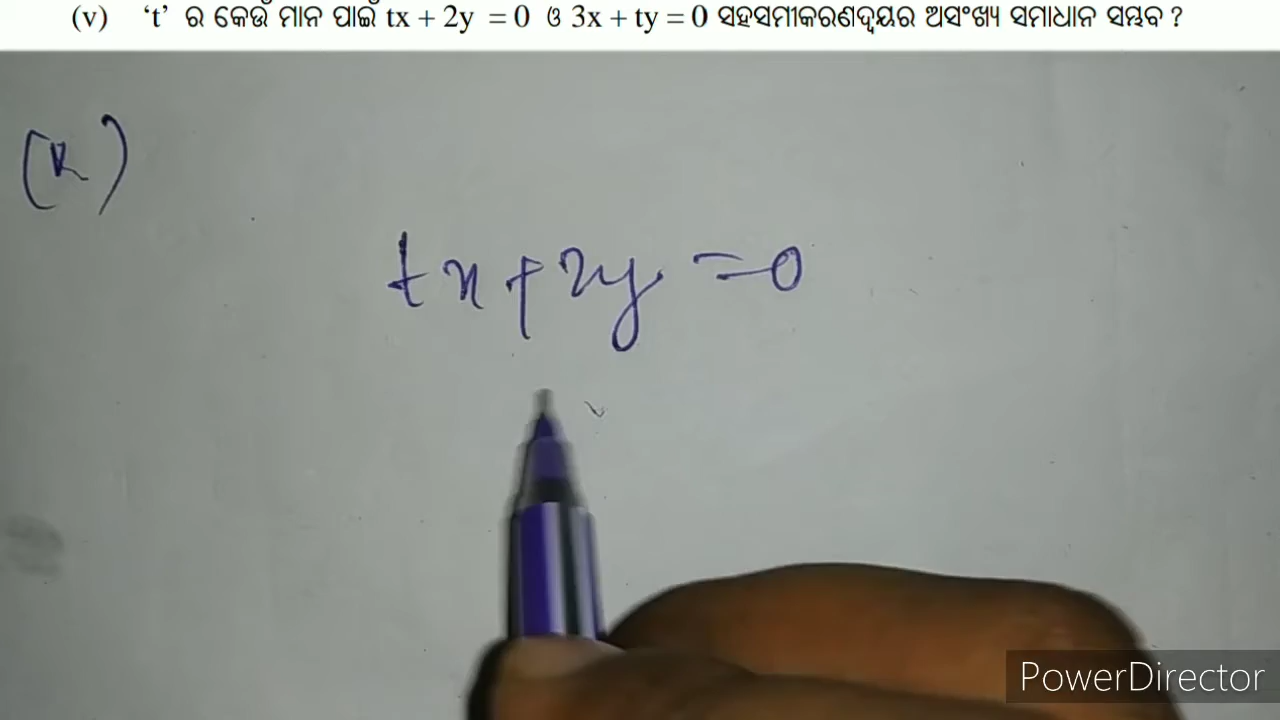 (v) ‘t’ ର କେଉଁ ମାନ ପାଇଁ tx + 2y = 0 ଓ 3x + ty = 0 ସହସମୀକରଣଦ୍ୱୟର ଅସଂଖ୍ୟ ସମାଧାନ ସମ୍ଭବ ?
(K)
tx+2y =0
PowerDirector